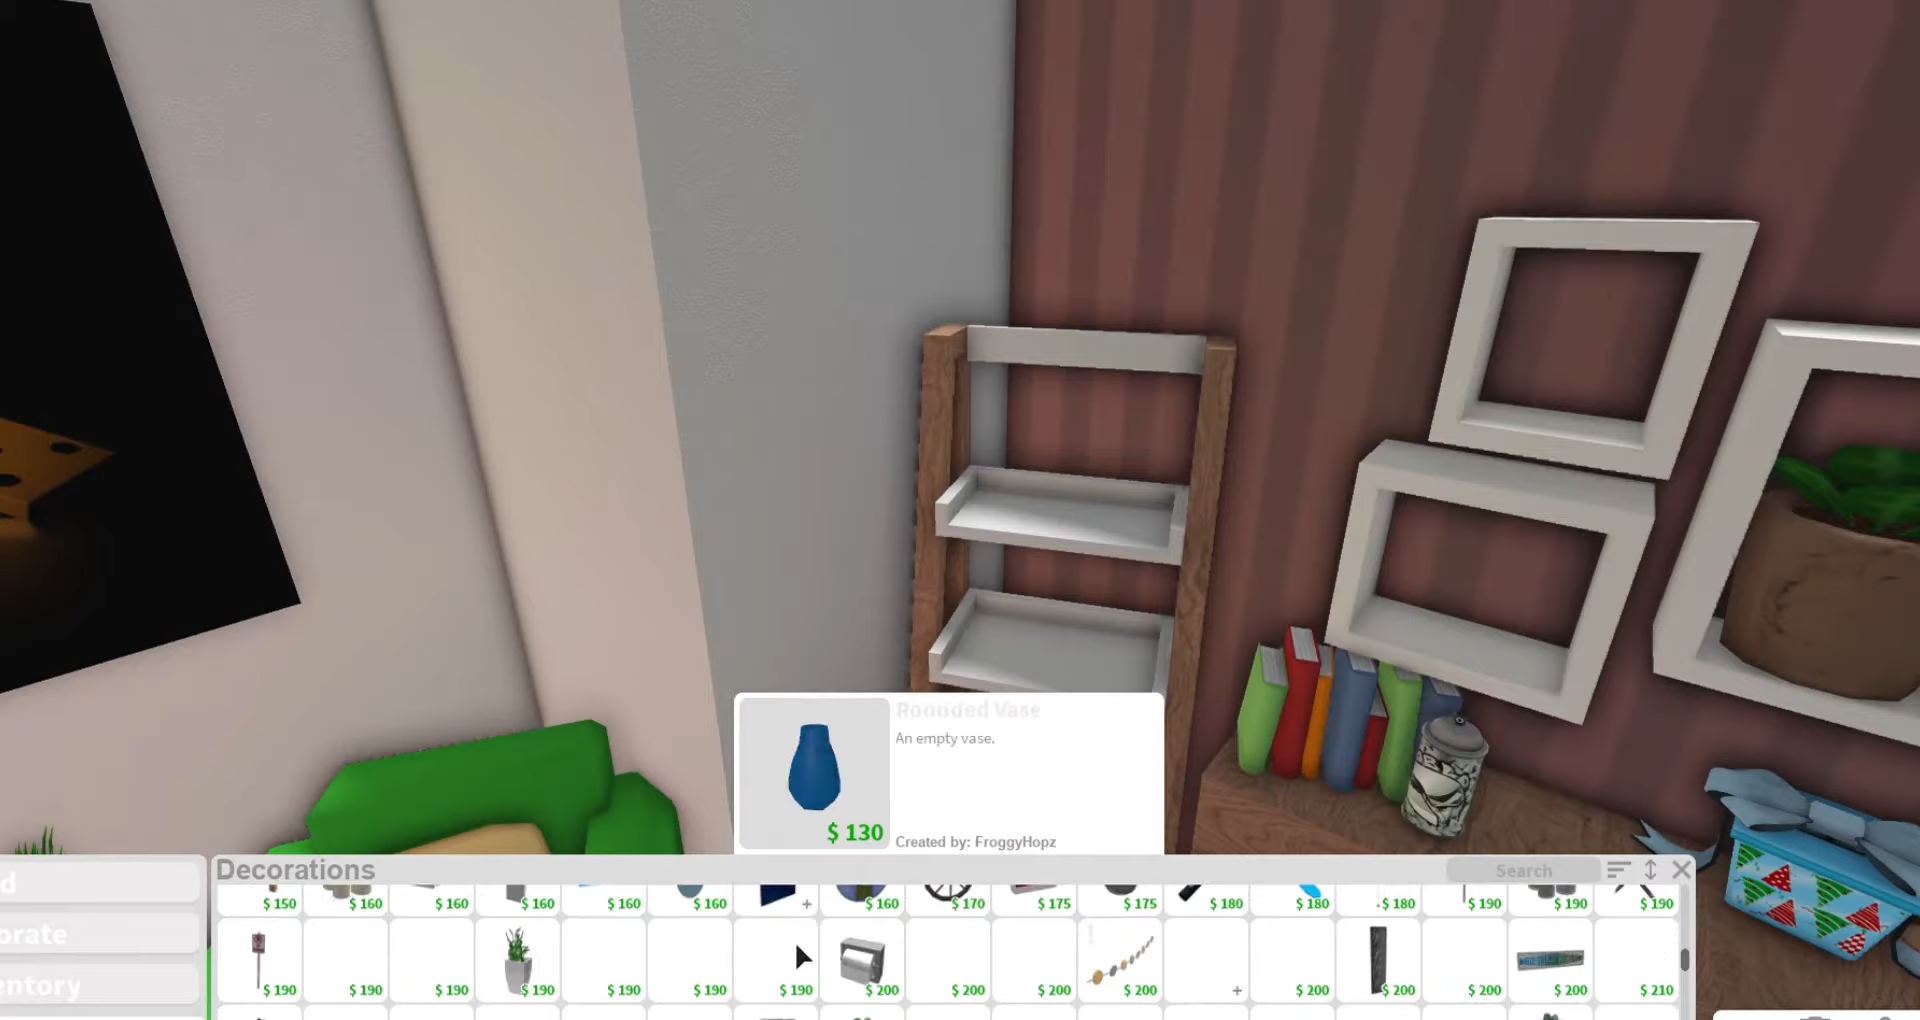 Rounded Vase
An empty vase.
$ 130
Created by: FroggyHopz
d
Decorations
Search
$ 150 $ 160 $ 160 $ 160 $ 160 $ 160 + $ 160 $ 170 $ 175 $ 175 $ 180 $ 180 $ 180 $ 190 $ 190 $ 190
orate
entory
$ 190 $ 190 $ 190 $ 190 $ 190 $ 190 $ 190 $ 200 $ 200 $ 200 $ 200 + $ 200 $ 200 $ 200 $ 200 $ 210